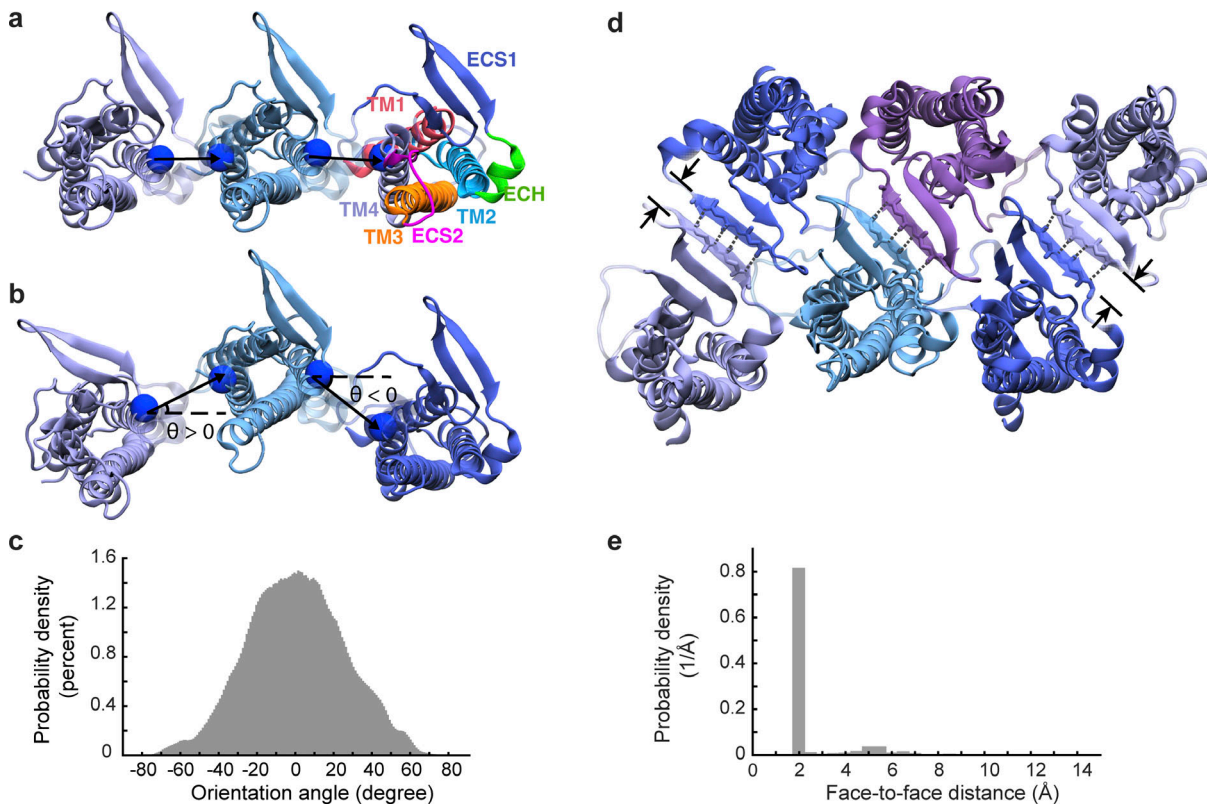 a
ECS1
TM1
TM4
TM2
ECH
TM3
ECS2
b
θ > 0
θ < 0
c
Probability density
(percent)
1.6
1.2
0.8
0.4
0
-80 -60 -40 -20 0 20 40 60 80
Orientation angle (degree)
d
e
Probability density
(1/Å)
0.8
0.6
0.4
0.2
0
0 2 4 6 8 10 12 14
Face-to-face distance (Å)